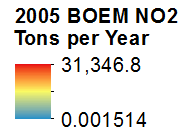 2005 BOEM NO2
Tons per Year
31,346.8
0.001514